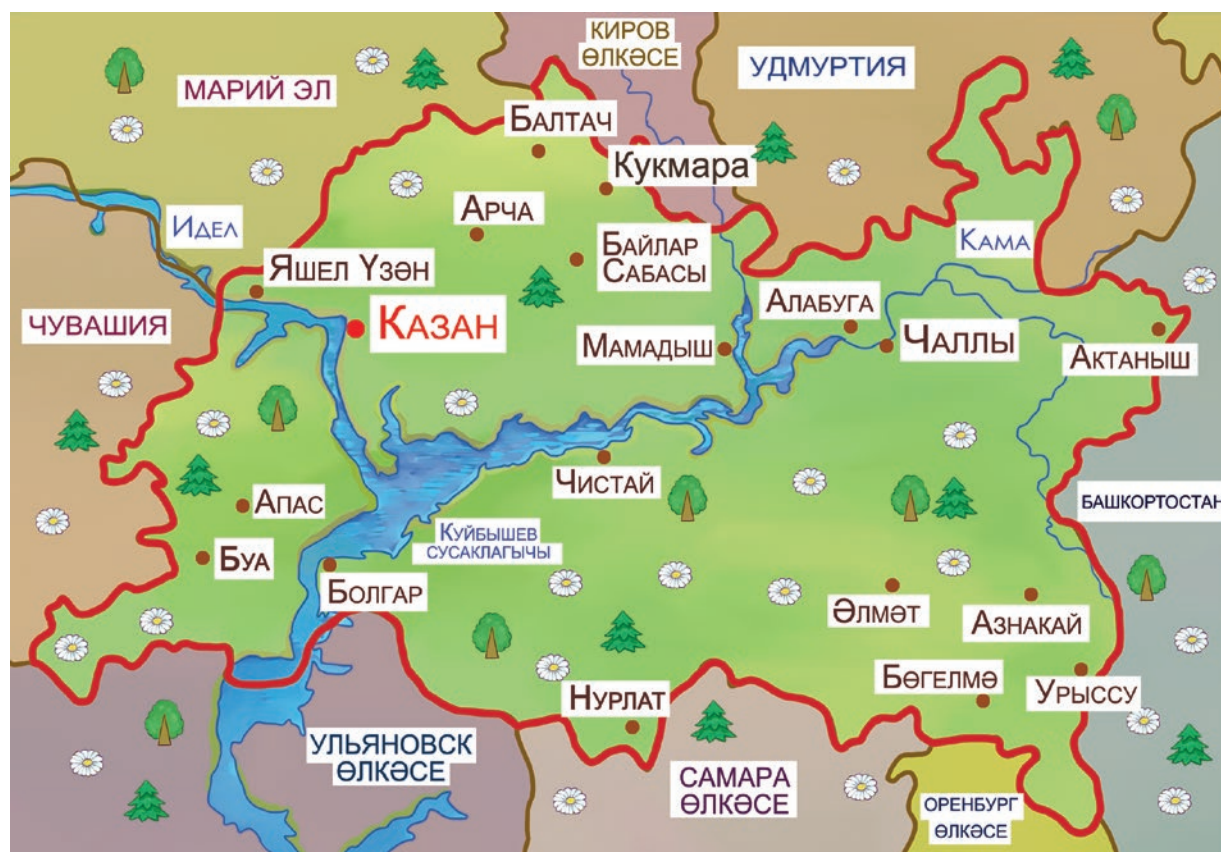 КИРОВ
ӨЛКӘСЕ
УДМУРТИЯ
МАРИЙ ЭЛ
БАЛТАЧ
Кукмара
АРЧА
ИДЕЛ
КАМА
БАЙЛАР
САБАСЫ
ЯШЕЛ ҮЗӘН
АЛАБУГА
ЧУВАШИЯ
КАЗАН
МАМАДЫШ
ЧАЛЛЫ
АКТАНЫШ
ЧИСТАЙ
АПАС
БАШКОРТОСТАН
КУЙБЫШЕВ
СУСАКЛАГЫЧЫ
БУА
БОЛГАР
ӘЛМӘТ
АЗНАКАЙ
БӨГЕЛМӘ
УРЫССУ
НУРЛАТ
УЛЬЯНОВСК
ӨЛКӘСЕ
САМАРА
ӨЛКӘСЕ
ОРЕНБУРГ
ӨЛКӘСЕ